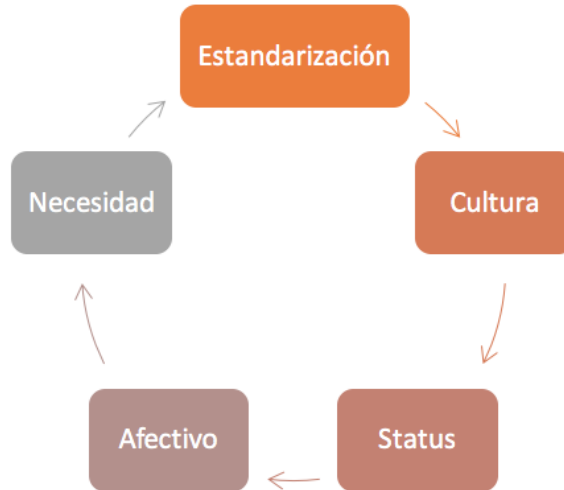 Estandarización
Cultura
Status
Afectivo
Necesidad